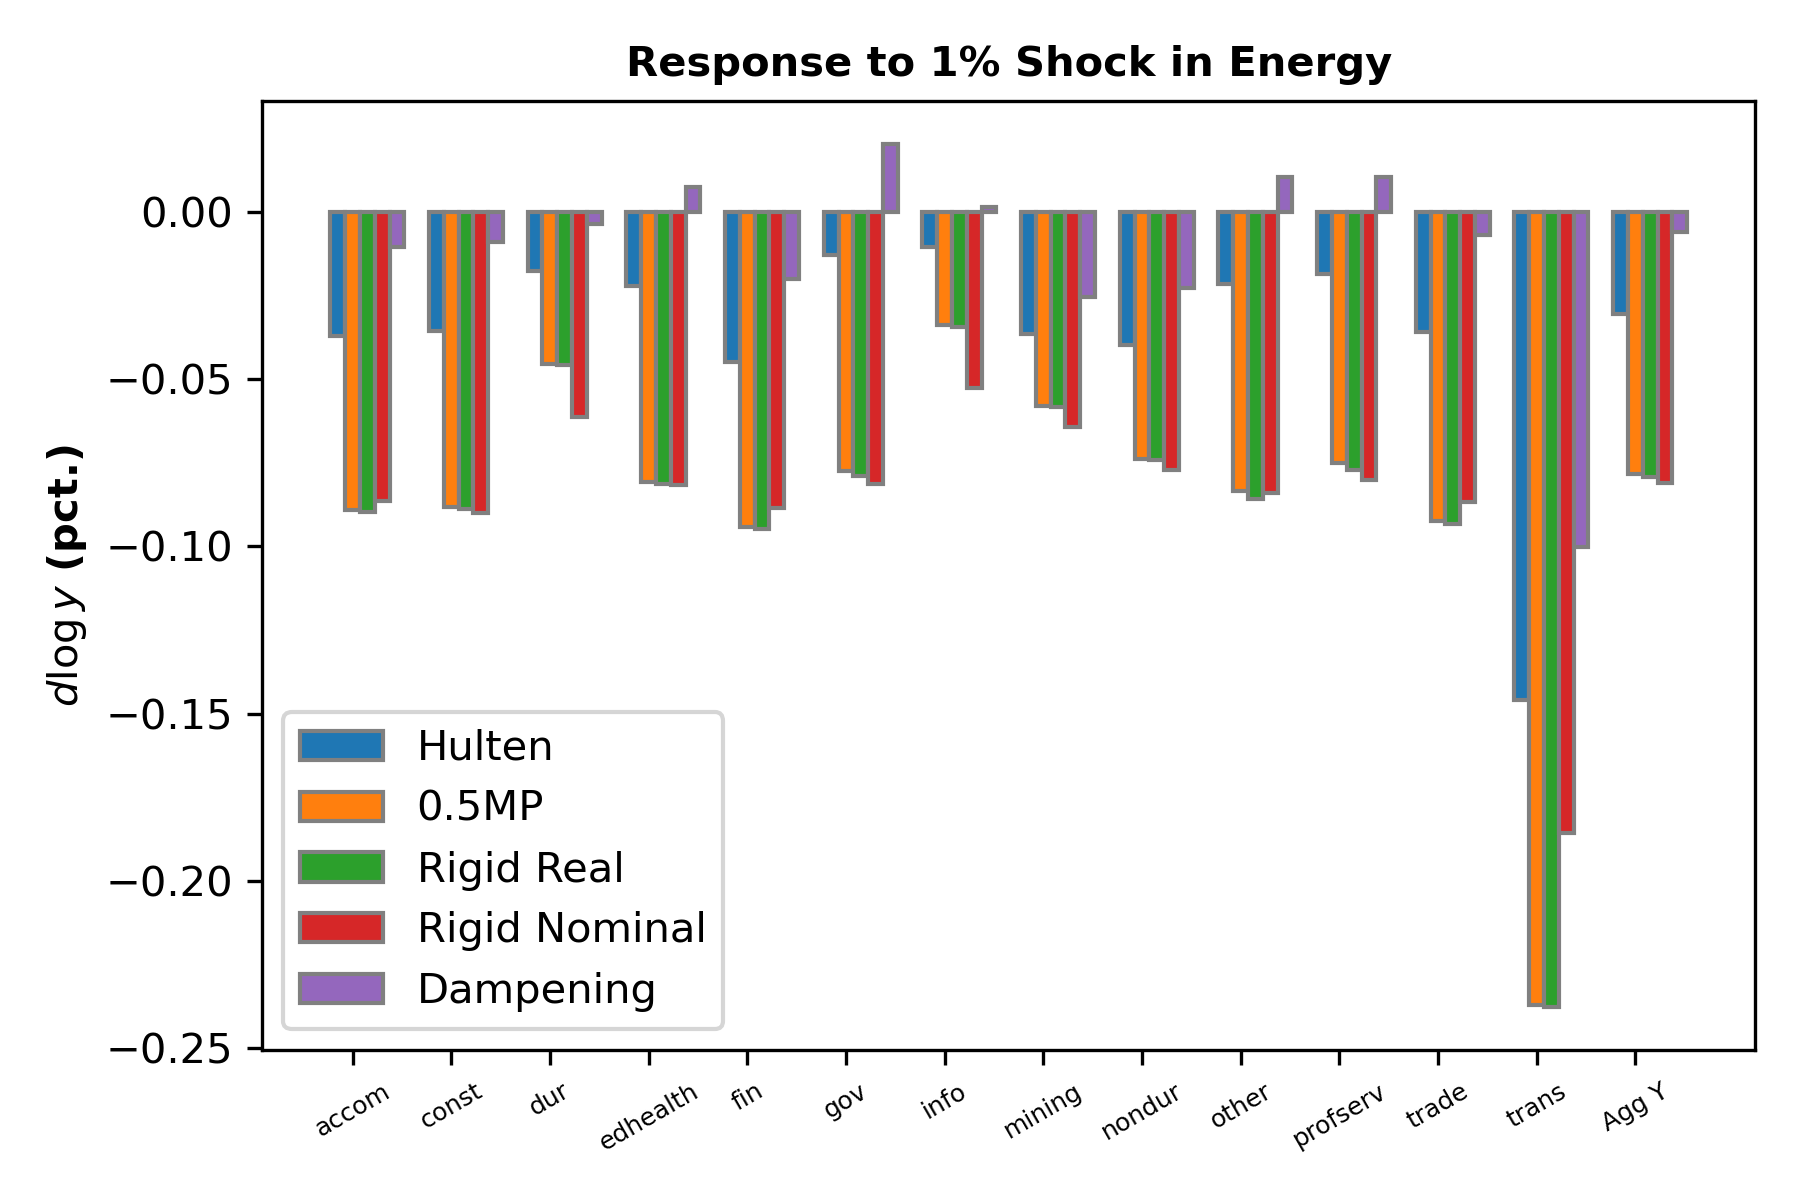 Response to 1% Shock in Energy
dlog y (pct.)
0.00
−0.05
−0.10
−0.15
−0.20
−0.25
Hulten
0.5MP
Rigid Real
Rigid Nominal
Dampening
accom const dur edhealth fin gov info mining nondur other profserv trade trans Agg Y